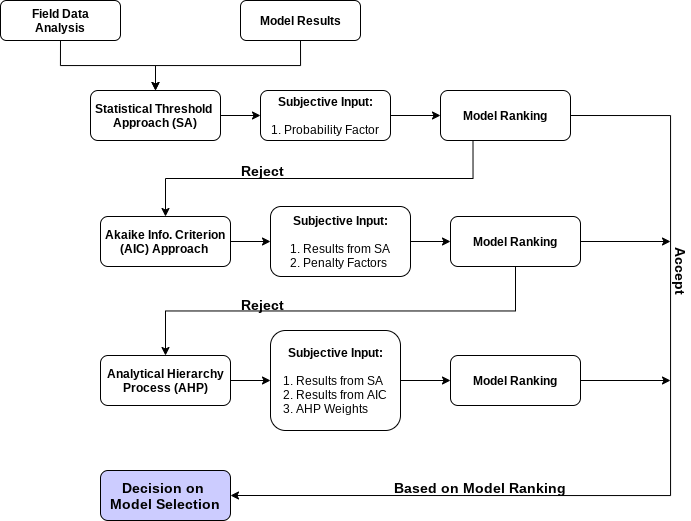 Field Data
Analysis
Model Results
Statistical Threshold
Approach (SA)
Subjective Input:
1. Probability Factor
Model Ranking
Reject
Akaike Info. Criterion
(AIC) Approach
Subjective Input:
1. Results from SA
2. Penalty Factors
Model Ranking
Accept
Reject
Analytical Hierarchy
Process (AHP)
Subjective Input:
1. Results from SA
2. Results from AIC
3. AHP Weights
Model Ranking
Based on Model Ranking
Decision on
Model Selection